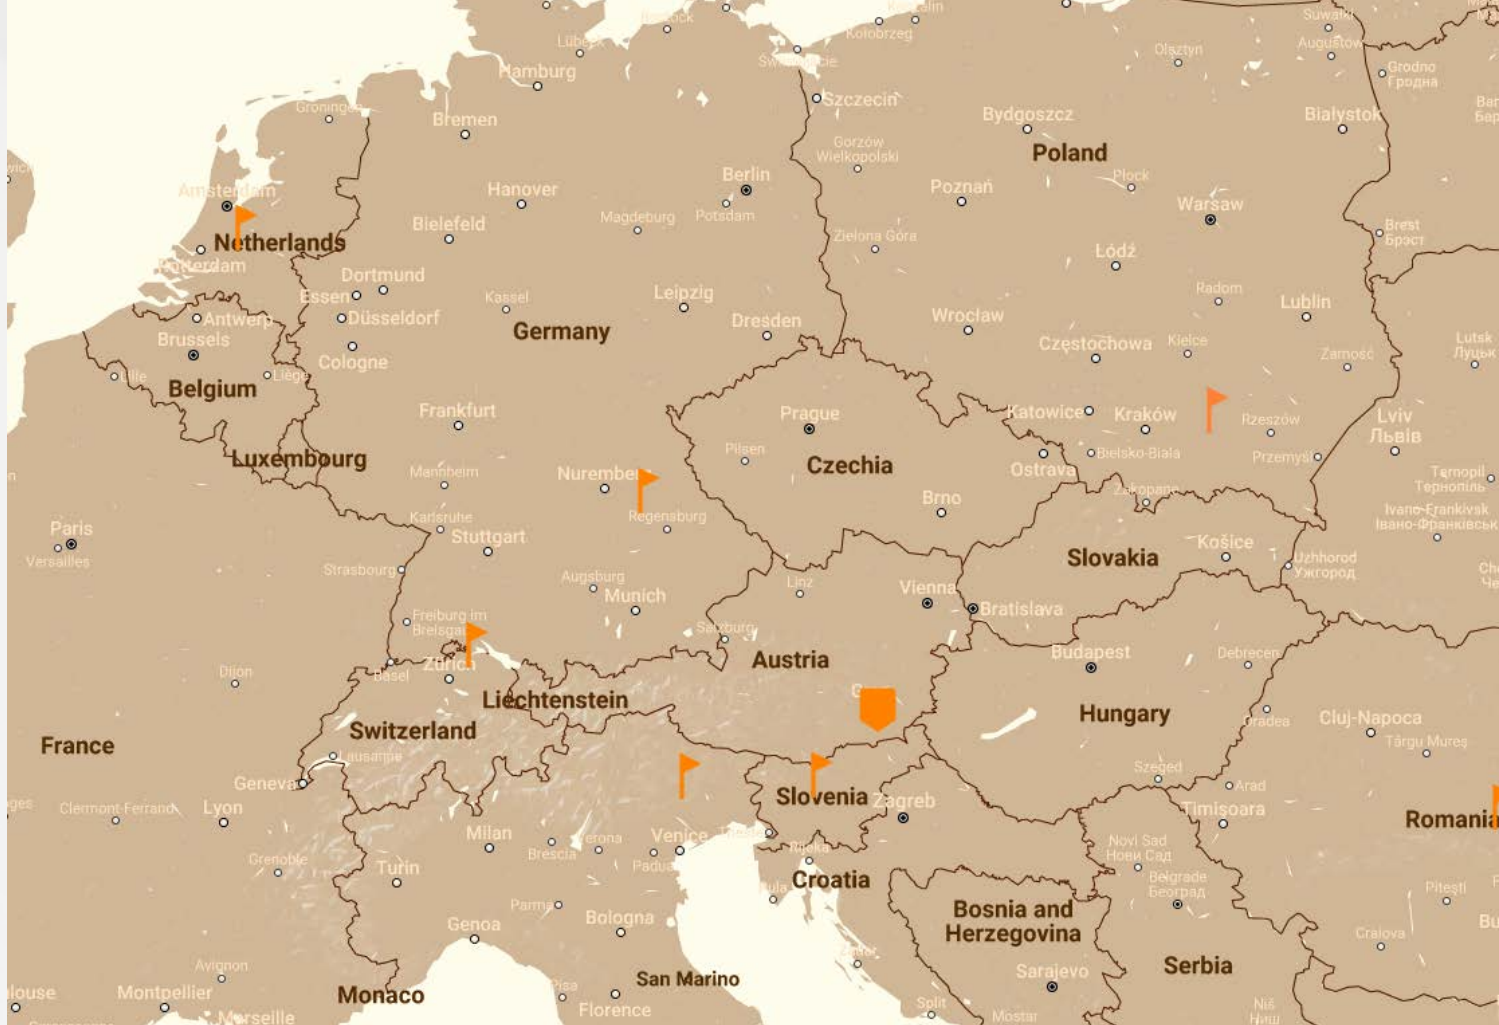 Lübeck
Hamburg
Groningen
Bremen
Amsterdam
Netherlands
Rotterdam
Hanover
Bielefeld
Berlin
Potsdam
Magdeburg
Dortmund
Essen
Düsseldorf
Cologne
Kassel
Leipzig
Dresden
Germany
Antwerp
Brussels
Liège
Lille
Belgium
Luxembourg
Frankfurt
Mannheim
Karlsruhe
Stuttgart
Nuremberg
Regensburg
Augsburg
Munich
Freiburg im
Breisgau
Strasbourg
Paris
Versailles
Kołobrzeg
Szczecin
Gorzów
Wielkopolski
Zielona Góra
Bydgoszcz
Poland
Poznań
Płock
Warsaw
Łódź
Olsztyn
Suwałki
Augustów
Białystok
Grodno
Гродна
Brest
Брэст
Radom
Lublin
Wrocław
Częstochowa
Kielce
Zamość
Lutsk
Луцьк
Katowice
Kraków
Rzeszów
Bielsko-Biala
Przemyśl
Zakopane
Lviv
Львів
Ternopil
Тернопіль
Ivano-Frankivsk
Івано-Франківськ
Uzhhorod
Ужгород
Prague
Pilsen
Czechia
Ostrava
Brno
Slovakia
Košice
Bratislava
Linz
Vienna
Salzburg
Austria
Budapest
Debrecen
Hungary
Szeged
Oradea
Cluj-Napoca
Târgu Mureș
Arad
Timișoara
Romania
Pitești
Craiova
Basel
Zürich
Liechtenstein
Switzerland
Lausanne
Geneva
Dijon
France
Clermont-Ferrand
Lyon
Grenoble
Avignon
Montpellier
Marseille
Monaco
Turin
Milan
Brescia
Verona
Padua
Venice
Parma
Genoa
Bologna
Pisa
Florence
San Marino
Slovenia
Zagreb
Rijeka
Pula
Croatia
Zadar
Split
Bosnia and
Herzegovina
Sarajevo
Mostar
Novi Sad
Нови Сад
Belgrade
Београд
Serbia
Niš
Ниш